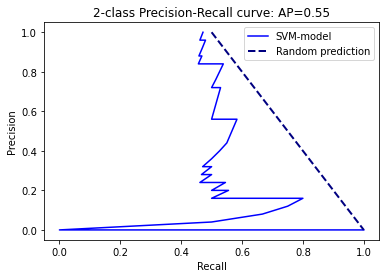 2-class Precision-Recall curve: AP=0.55
SVM-model
Random prediction
Precision
1.0
0.8
0.6
0.4
0.2
0.0
0.0 0.2 0.4 0.6 0.8 1.0
Recall